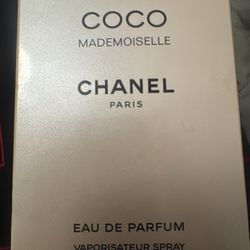 COCO
MADEMOISELLE
CHANEL
PARIS
EAU DE PARFUM
VAPORISATEUR SPRAY